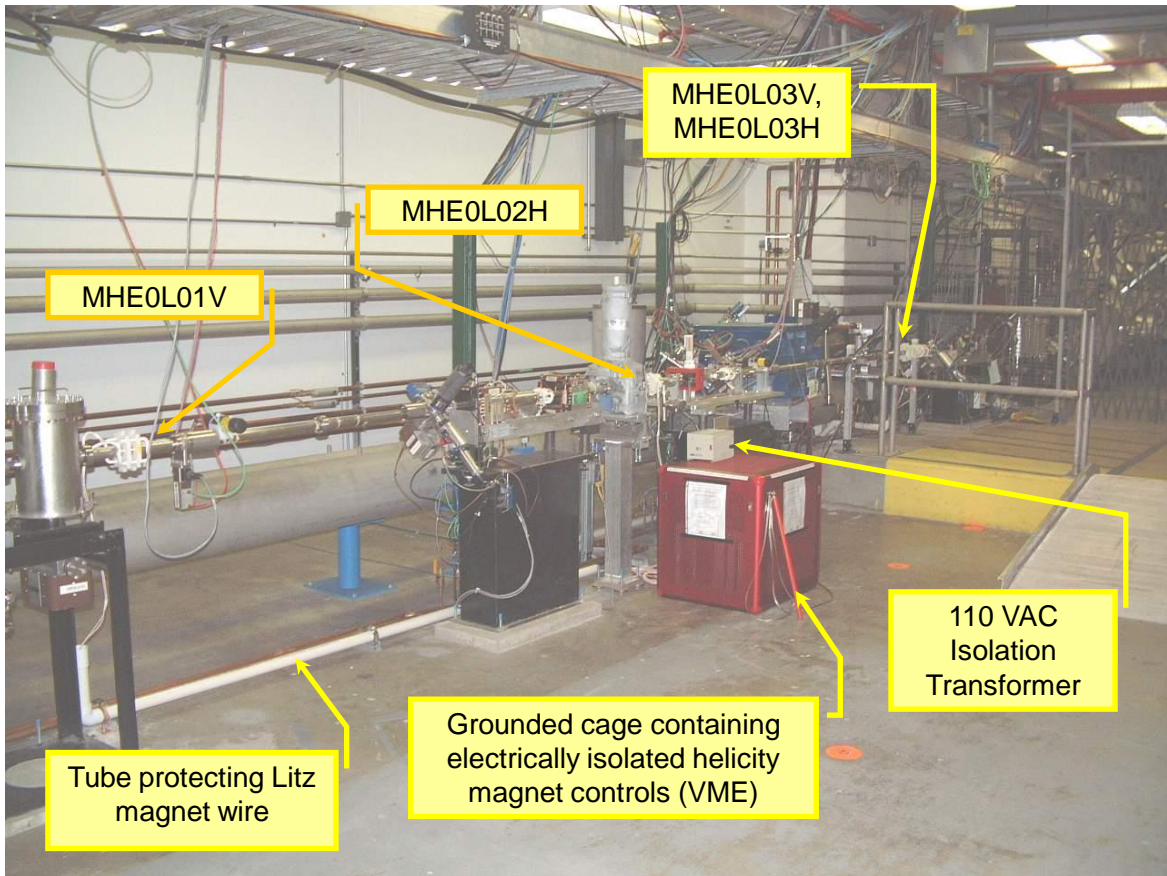 MHE0L03V,
MHE0L03H
MHE0L02H
MHE0L01V
110 VAC
Isolation
Transformer
Grounded cage containing
electrically isolated helicity
magnet controls (VME)
Tube protecting Litz
magnet wire